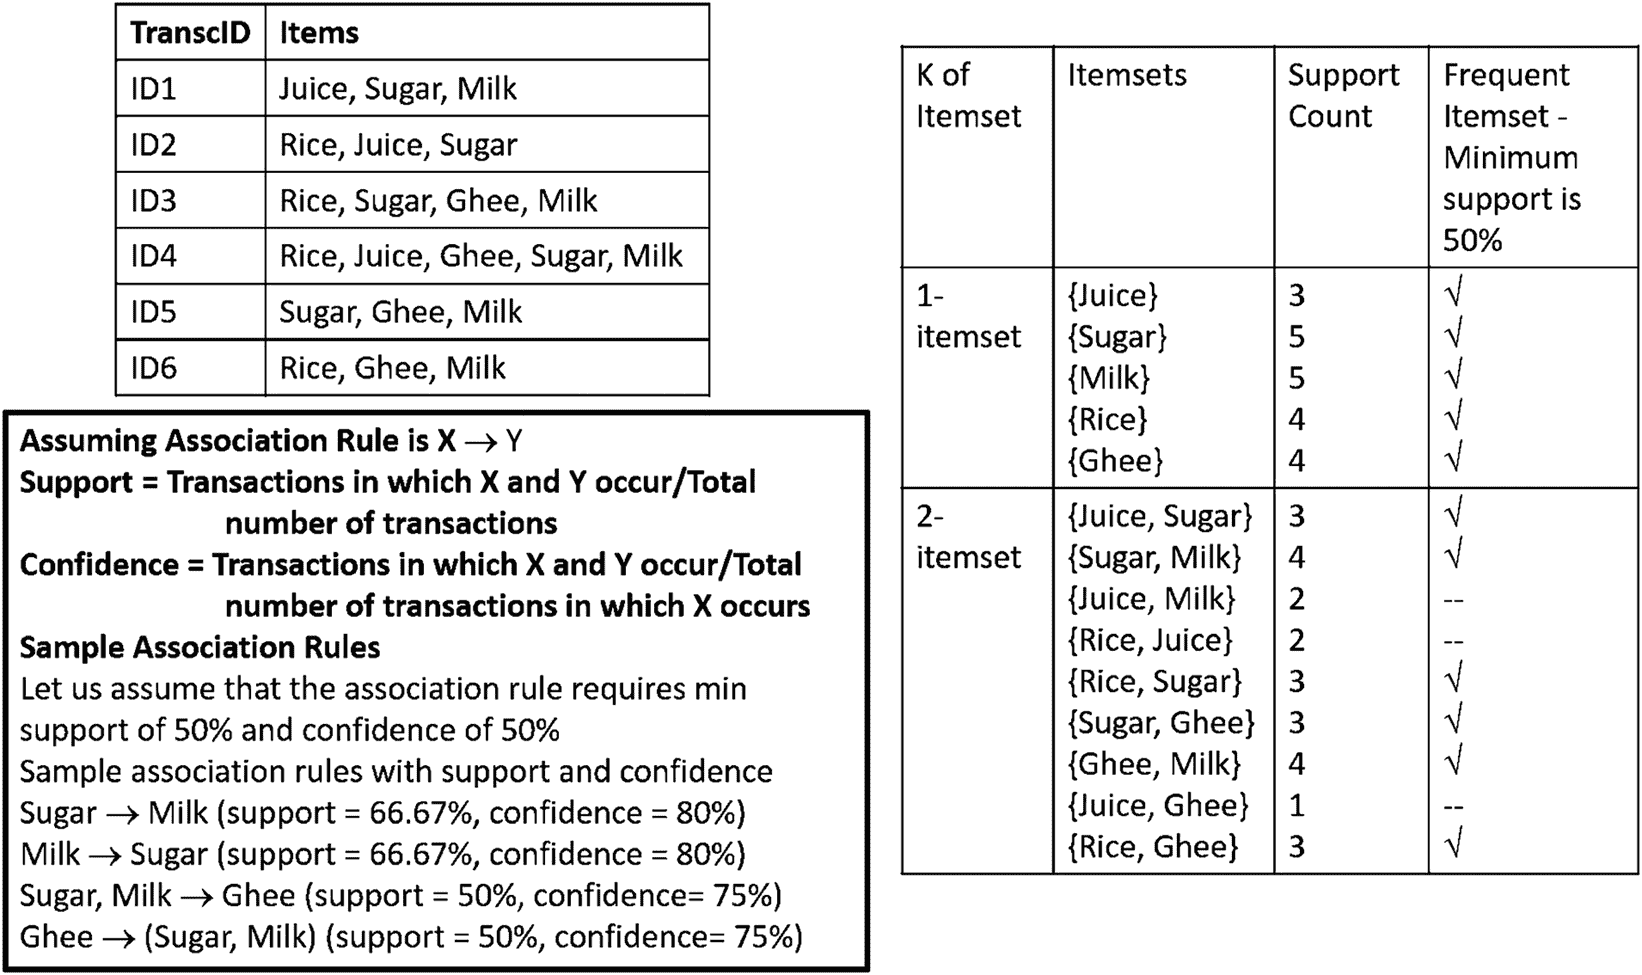 TranscID Items
ID1 Juice, Sugar, Milk
ID2 Rice, Juice, Sugar
ID3 Rice, Sugar, Ghee, Milk
ID4 Rice, Juice, Ghee, Sugar, Milk
ID5 Sugar, Ghee, Milk
ID6 Rice, Ghee, Milk
Assuming Association Rule is X → Y
Support = Transactions in which X and Y occur/Total
number of transactions
Confidence = Transactions in which X and Y occur/Total
number of transactions in which X occurs
Sample Association Rules
Let us assume that the association rule requires min
support of 50% and confidence of 50%
Sample association rules with support and confidence
Sugar → Milk (support = 66.67%, confidence = 80%)
Milk → Sugar (support = 66.67%, confidence = 80%)
Sugar, Milk → Ghee (support = 50%, confidence= 75%)
Ghee → (Sugar, Milk) (support = 50%, confidence= 75%)
K of Itemsets Support Frequent
Itemset Count Itemset -
Minimum
support is
50%
1- {Juice} 3 √
itemset {Sugar} 5 √
{Milk} 5 √
{Rice} 4 √
{Ghee} 4 √
2- {Juice, Sugar} 3 √
itemset {Sugar, Milk} 4 √
{Juice, Milk} 2 --
{Rice, Juice} 2 --
{Rice, Sugar} 3 √
{Sugar, Ghee} 3 √
{Ghee, Milk} 4 √
{Juice, Ghee} 1 --
{Rice, Ghee} 3 √